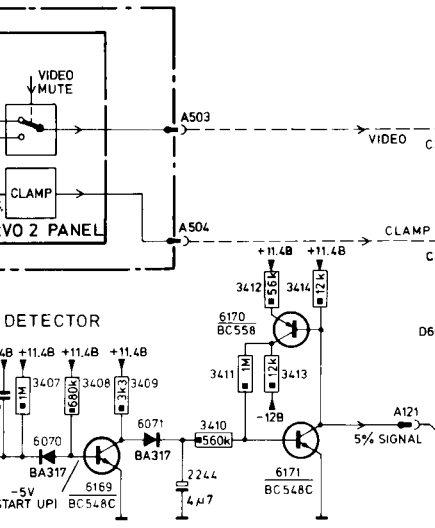 VIDEO
MUTE
A503
VIDEO C
CLAMP
A504
VO 2 PANEL
CLAMP
C
+11.4B +11.4B
3412 5k6 3414 12k
DETECTOR
6170
BC558
D6
4B +11.4B +11.4B +11.4B
3411 1M 12k 3413
1M 3407 680k 3408 3k3 3409
-12B
6071
3410
A121
6070
560k
5% SIGNAL
BA317
BA317
6171
-5V
6169
2244
BC548C
START UP)
BC548C
4µ7